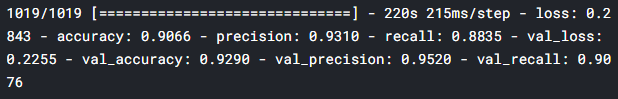 1019/1019 [==============================] - 220s 215ms/step - loss: 0.2
843 - accuracy: 0.9066 - precision: 0.9310 - recall: 0.8835 - val_loss:
0.2255 - val_accuracy: 0.9290 - val_precision: 0.9520 - val_recall: 0.90
76